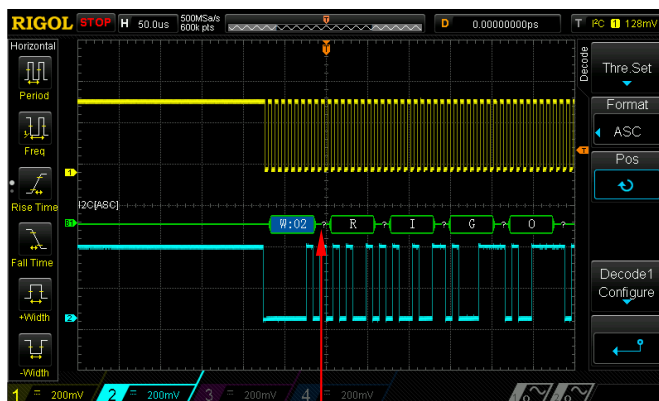 RIGOL STOP H 50.0us 500MSa/s 600k pts D 0.00000000ps T I²C 1 128mV
Horizontal
Period
Freq
Rise Time
Fall Time
+Width
-Width
T
1
I2C[ASC]
B1 W:02 ? R ? I ? G ? O ?
2
T
Decode
Thre.Set
Format
ASC
Pos
Decode1
Configure
1 = 200mV 2 = 200mV 3 = 200mV 4 = 200mV